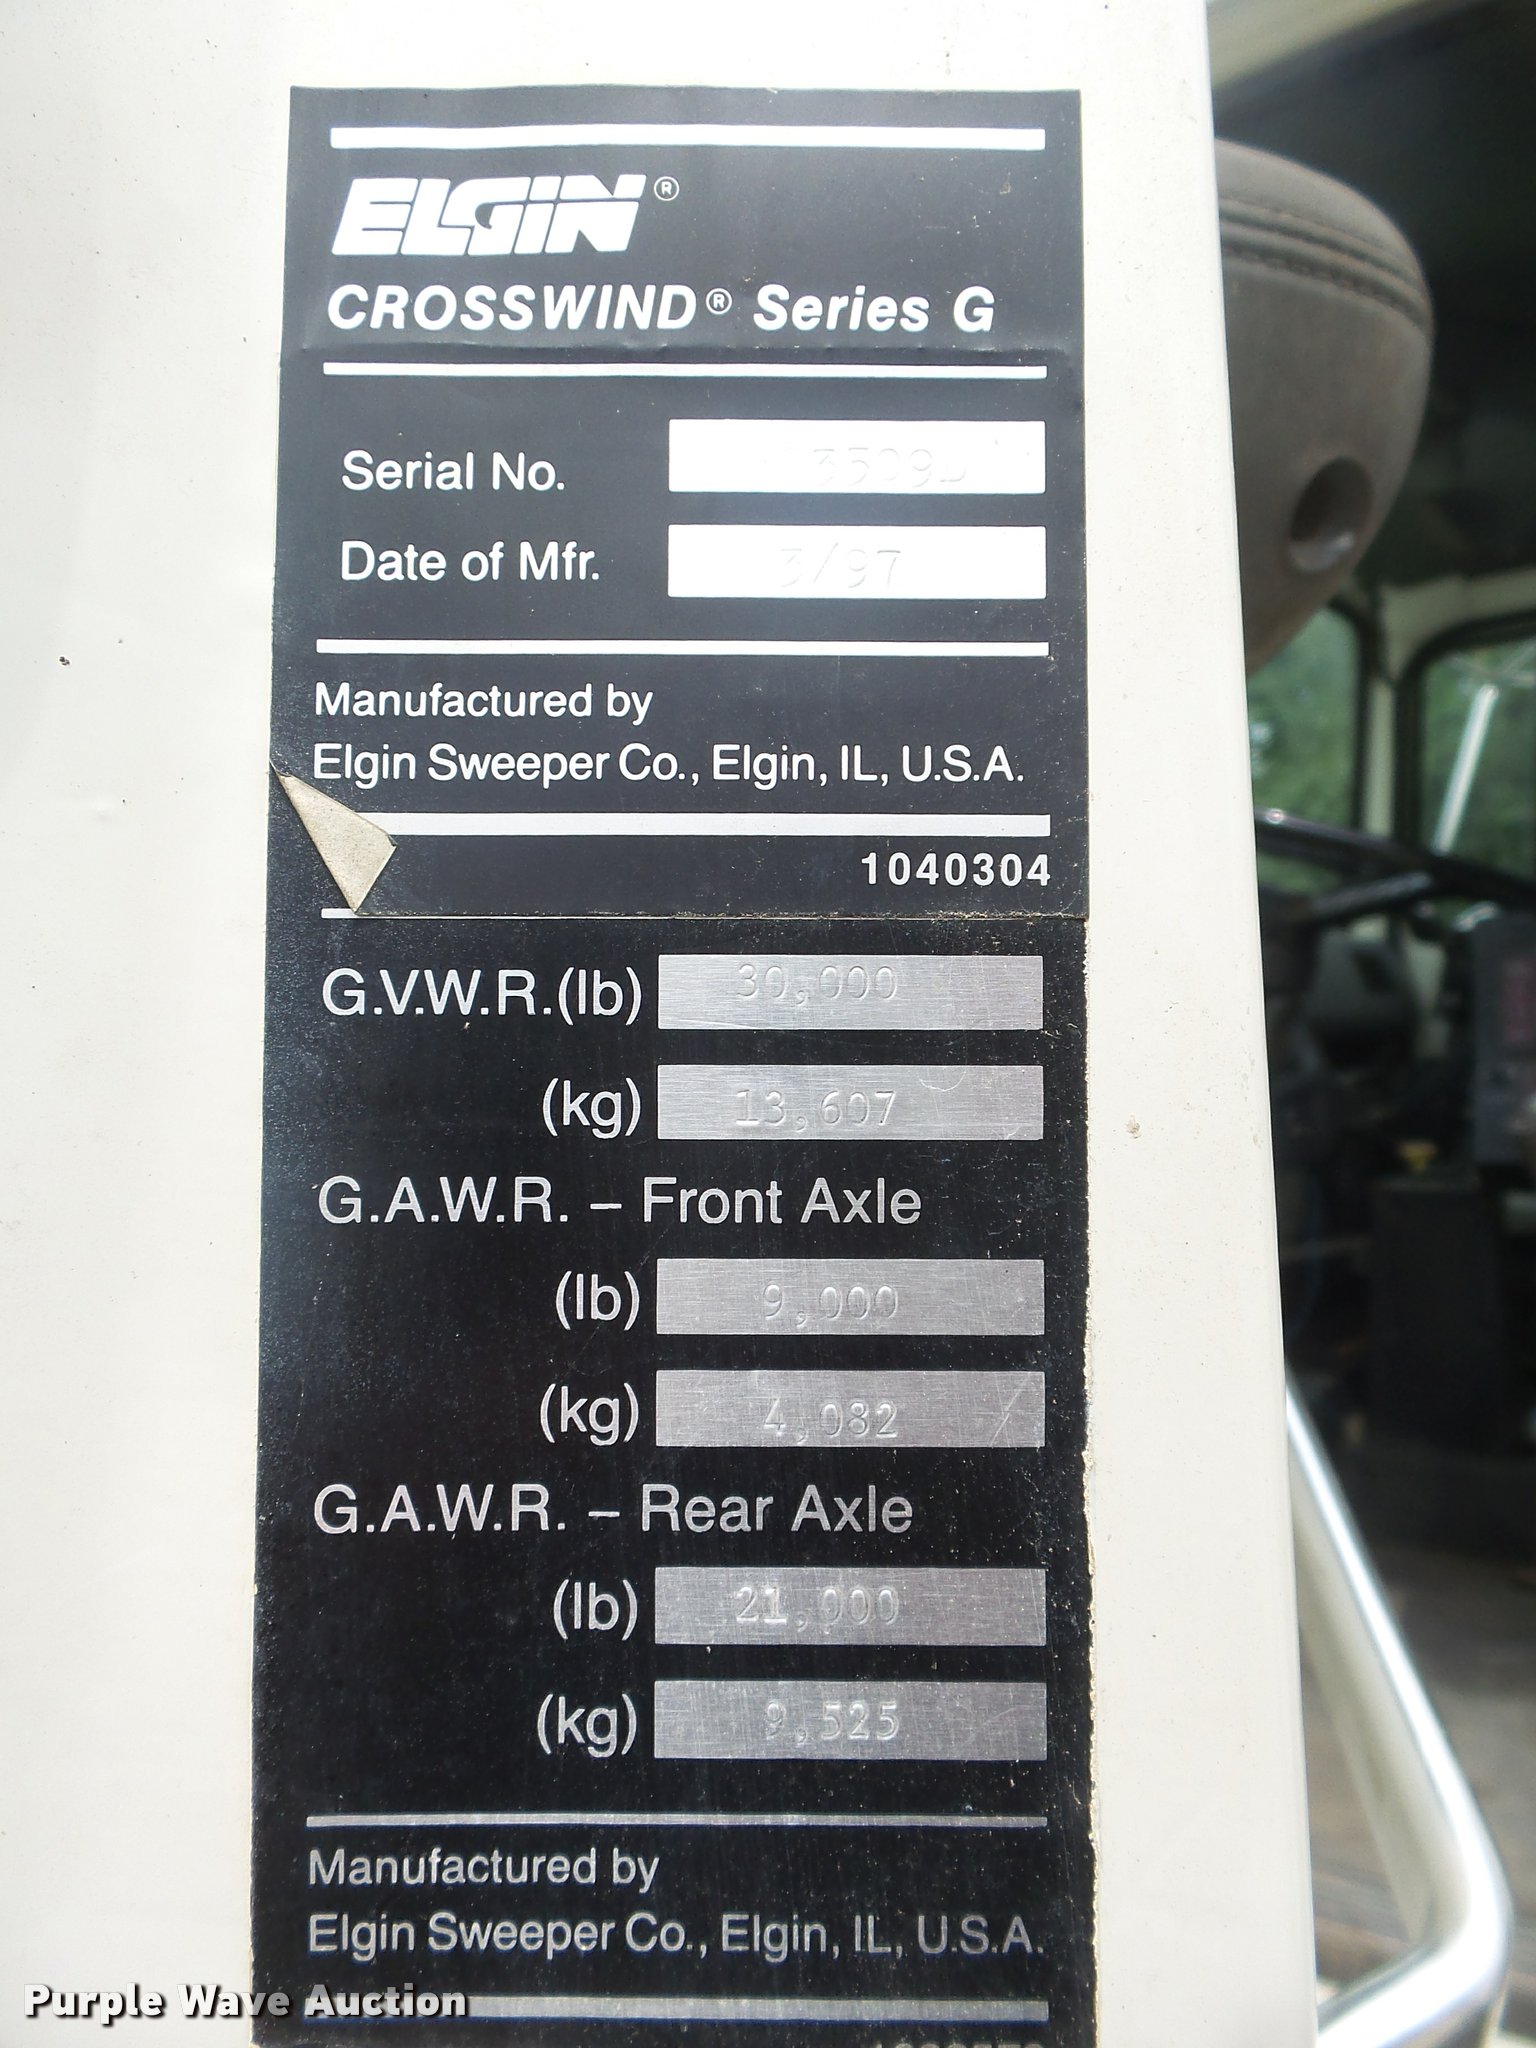 ELGIN®
CROSSWIND® Series G
Serial No. 3509D
Date of Mfr. 3/97
Manufactured by
Elgin Sweeper Co., Elgin, IL, U.S.A.
1040304
G.V.W.R.(lb) 30,000
(kg) 13,607
G.A.W.R. – Front Axle
(lb) 9,000
(kg) 4,082
G.A.W.R. – Rear Axle
(lb) 21,000
(kg) 9,525
Manufactured by
Elgin Sweeper Co., Elgin, IL, U.S.A.
Purple Wave Auction